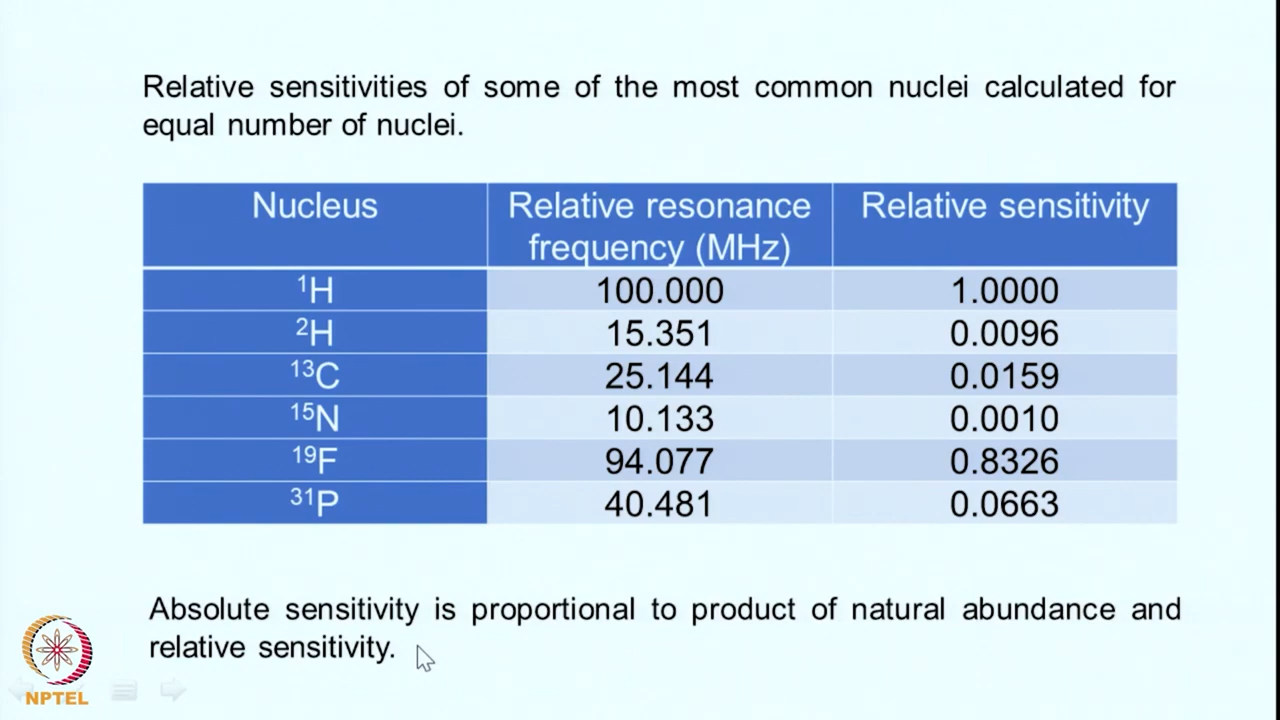 Relative sensitivities of some of the most common nuclei calculated for
equal number of nuclei.
Nucleus Relative resonance frequency (MHz) Relative sensitivity
¹H 100.000 1.0000
²H 15.351 0.0096
¹³C 25.144 0.0159
¹⁵N 10.133 0.0010
¹⁹F 94.077 0.8326
³¹P 40.481 0.0663
Absolute sensitivity is proportional to product of natural abundance and
relative sensitivity.
NPTEL